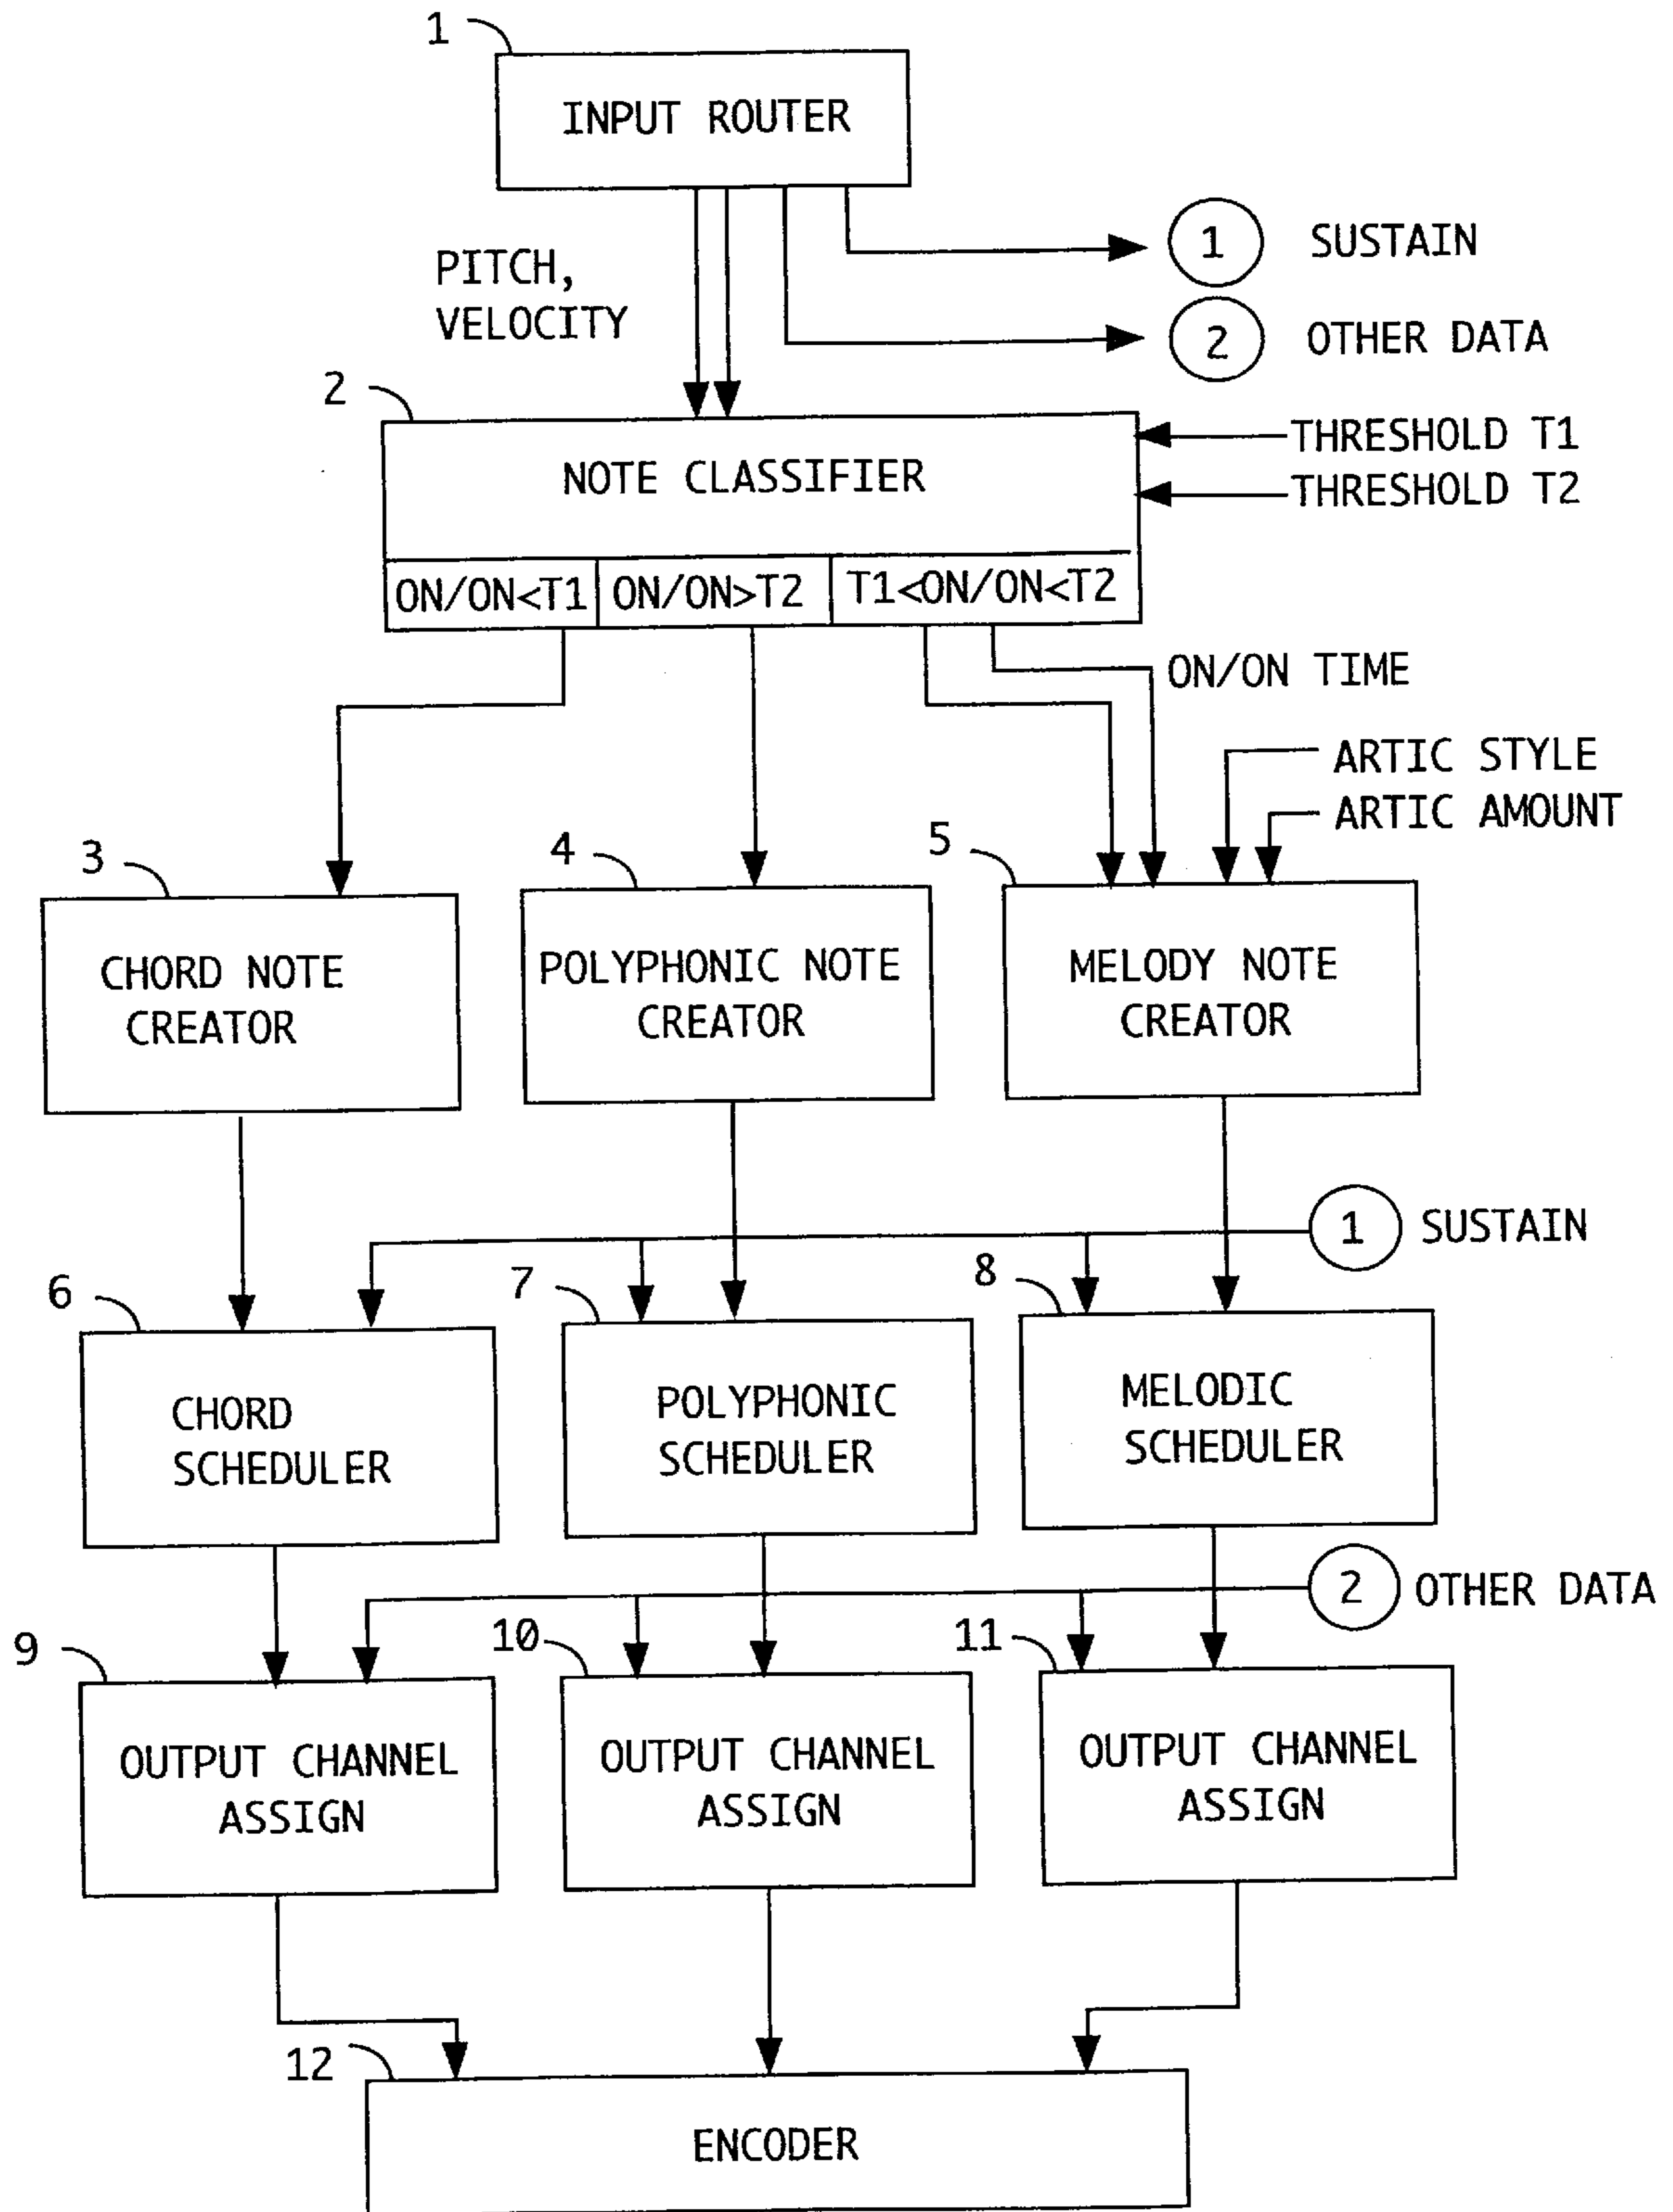 1
INPUT ROUTER
PITCH,
VELOCITY
1 SUSTAIN
2 OTHER DATA
2
THRESHOLD T1
NOTE CLASSIFIER
THRESHOLD T2
ON/ON<T1 ON/ON>T2 T1<ON/ON<T2
ON/ON TIME
ARTIC STYLE
ARTIC AMOUNT
3
4
5
CHORD NOTE
CREATOR
POLYPHONIC NOTE
CREATOR
MELODY NOTE
CREATOR
1 SUSTAIN
6
7
8
CHORD
SCHEDULER
POLYPHONIC
SCHEDULER
MELODIC
SCHEDULER
2 OTHER DATA
9
10
11
OUTPUT CHANNEL
ASSIGN
OUTPUT CHANNEL
ASSIGN
OUTPUT CHANNEL
ASSIGN
12
ENCODER